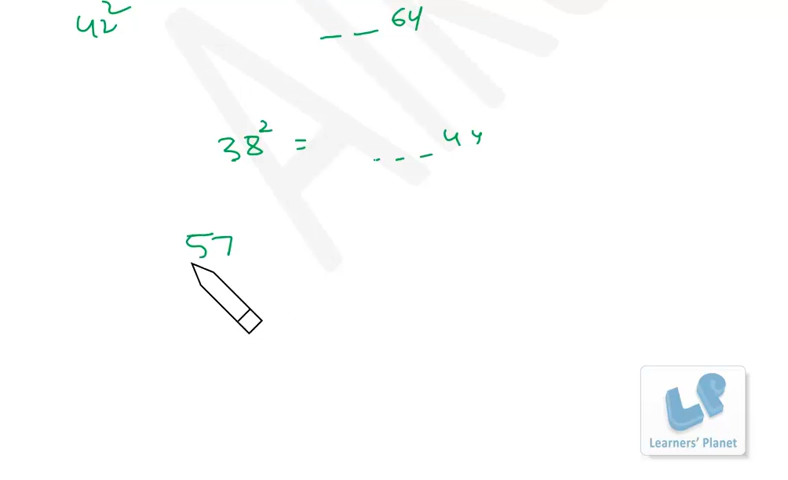 42² _ _ 64
38² = _ _ _ 44
57
Learners' Planet